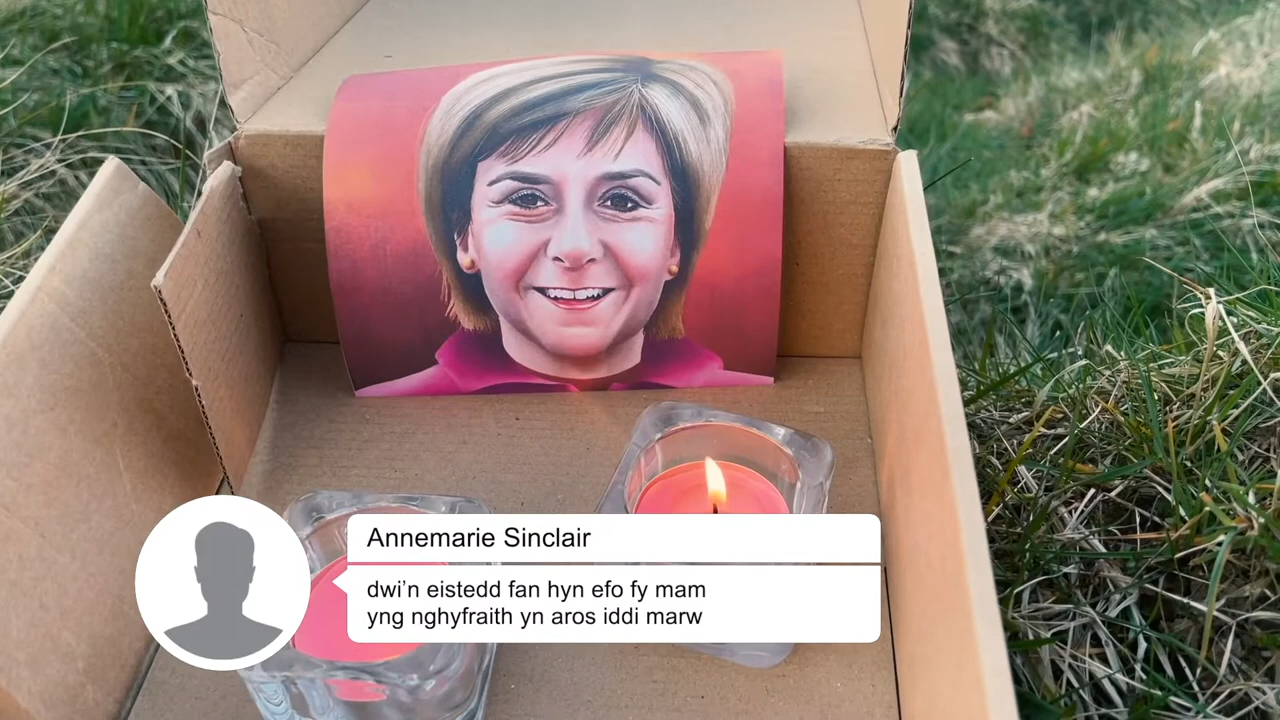 Annemarie Sinclair
dwi’n eistedd fan hyn efo fy mam
yng nghyfraith yn aros iddi marw